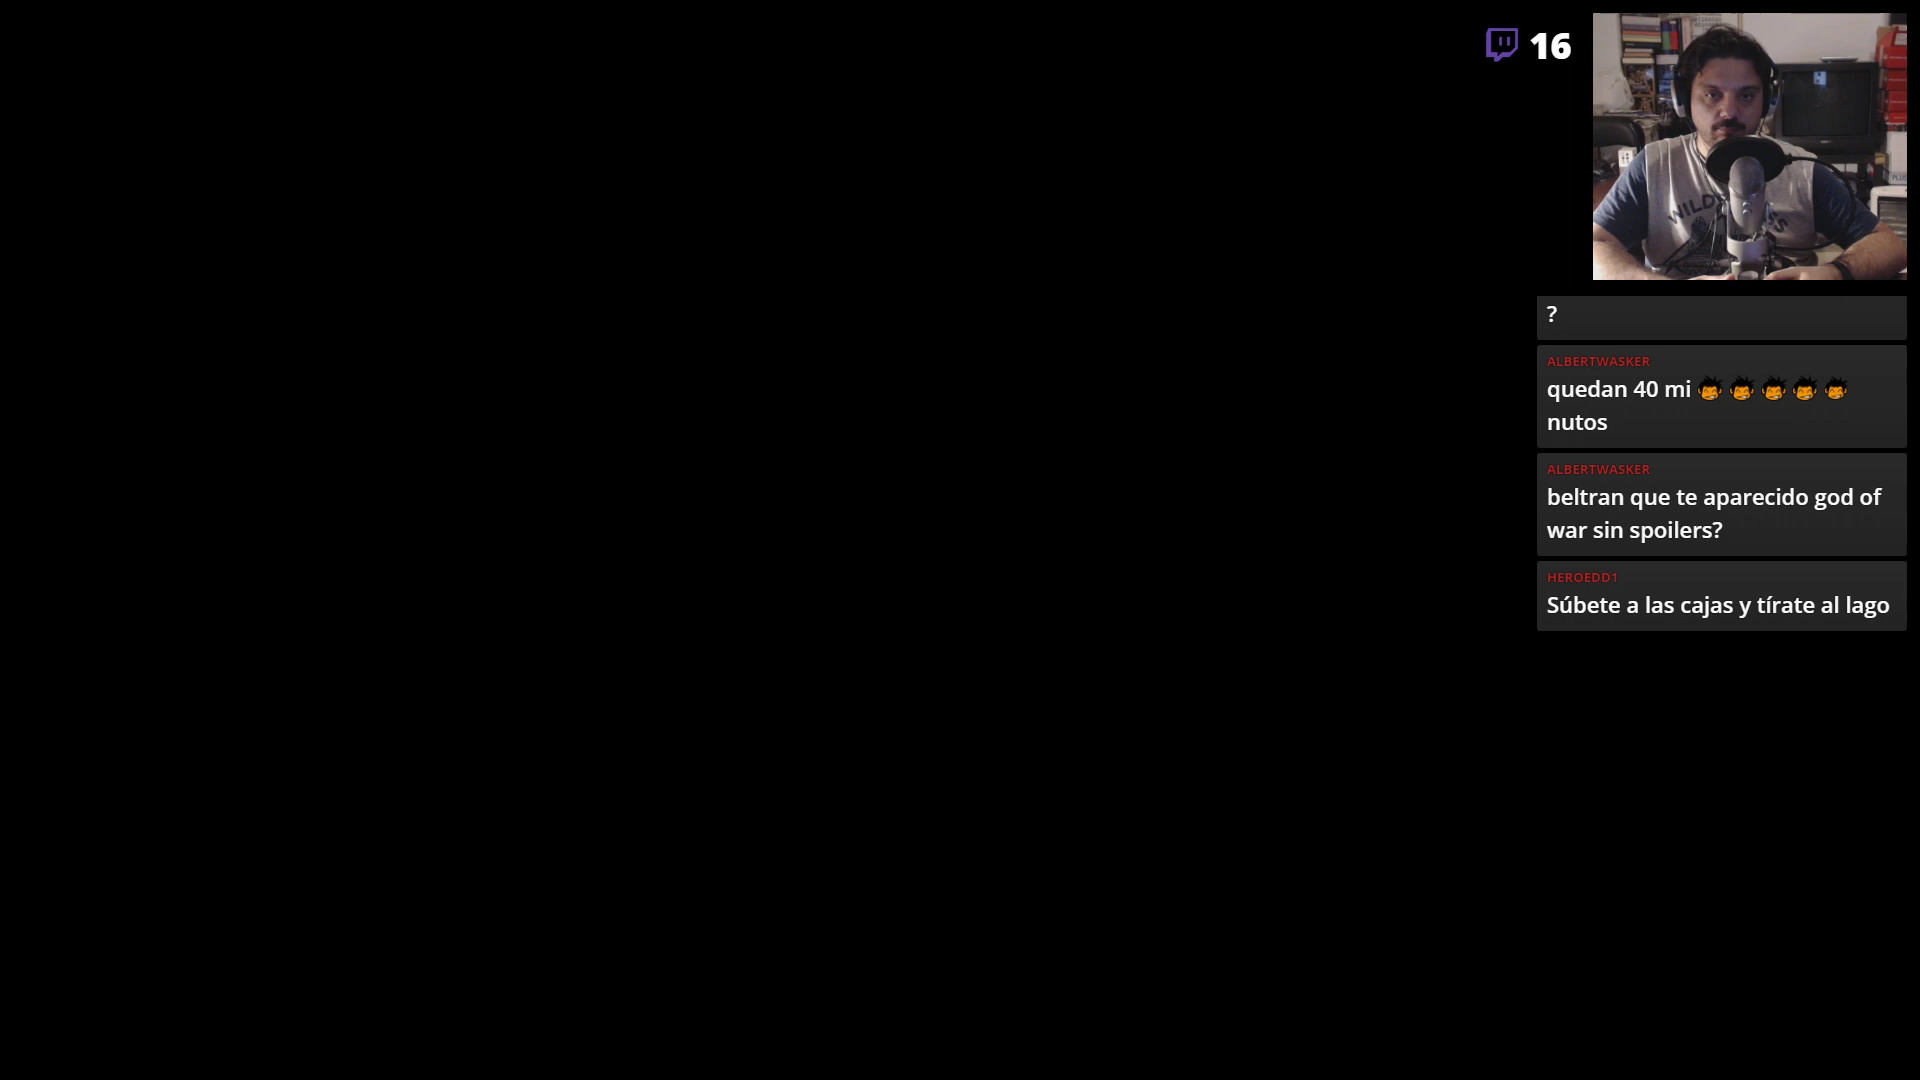 16
WILD
?
ALBERTWASKER
quedan 40 mi
nutos
ALBERTWASKER
beltran que te aparecido god of
war sin spoilers?
HEROEDD1
Súbete a las cajas y tírate al lago